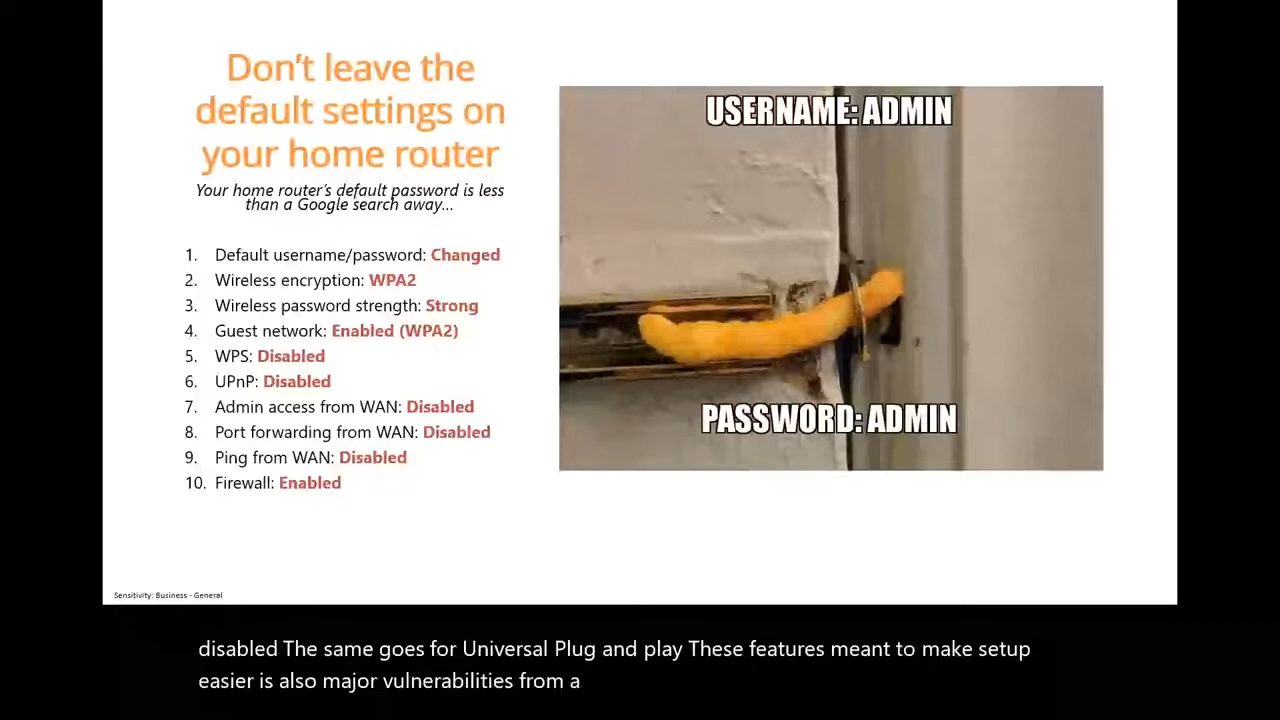 Don't leave the
default settings on
your home router
Your home router's default password is less
than a Google search away...
1. Default username/password: Changed
2. Wireless encryption: WPA2
3. Wireless password strength: Strong
4. Guest network: Enabled (WPA2)
5. WPS: Disabled
6. UPnP: Disabled
7. Admin access from WAN: Disabled
8. Port forwarding from WAN: Disabled
9. Ping from WAN: Disabled
10. Firewall: Enabled
USERNAME: ADMIN
PASSWORD: ADMIN
Sensitivity: Business - General
disabled The same goes for Universal Plug and play These features meant to make setup
easier is also major vulnerabilities from a